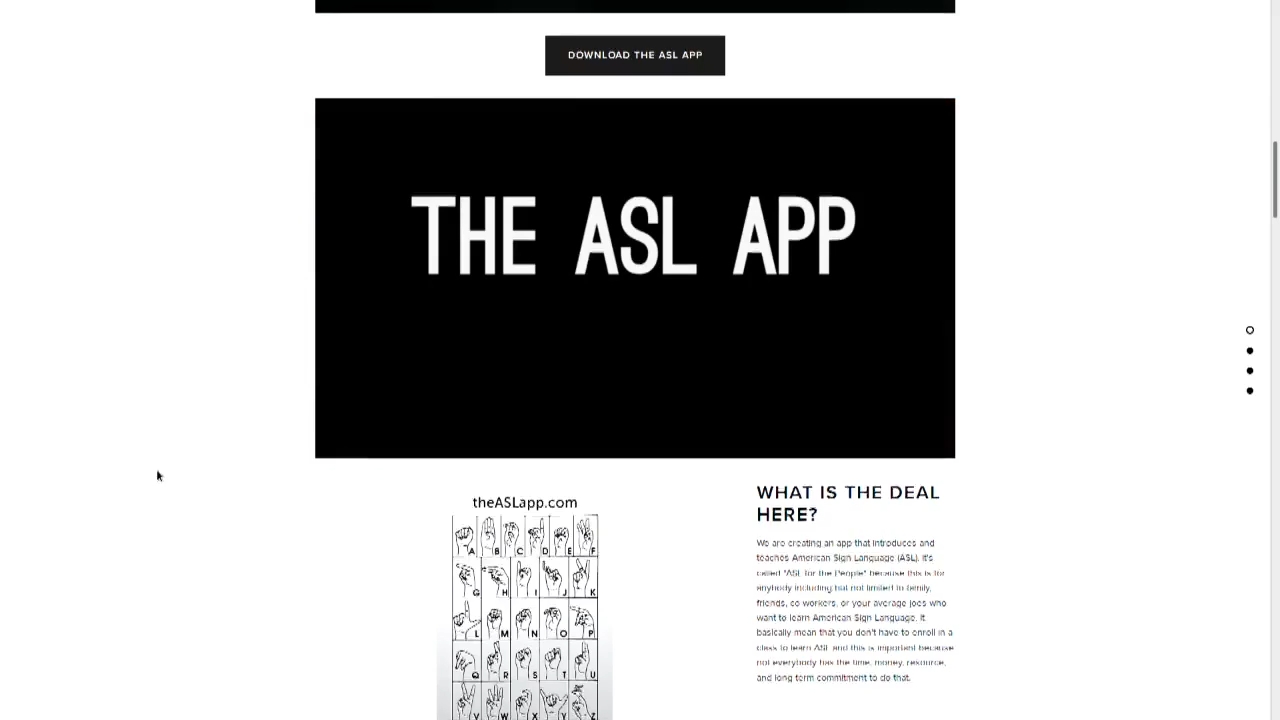 DOWNLOAD THE ASL APP
THE ASL APP
theASLapp.com
A B C D E F
G H I J K
L M N O P
Q R S T U
V W X Y Z
WHAT IS THE DEAL
HERE?
We are creating an app that introduces and
teaches American Sign Language (ASL). It's
called "ASL for the People" because this is for
anybody including but not limited to family,
friends, co workers, or your average joes who
want to learn American Sign Language. It
basically mean that you don't have to enroll in a
class to learn ASL and this is important because
not everybody has the time, money, resource,
and long term commitment to do that.